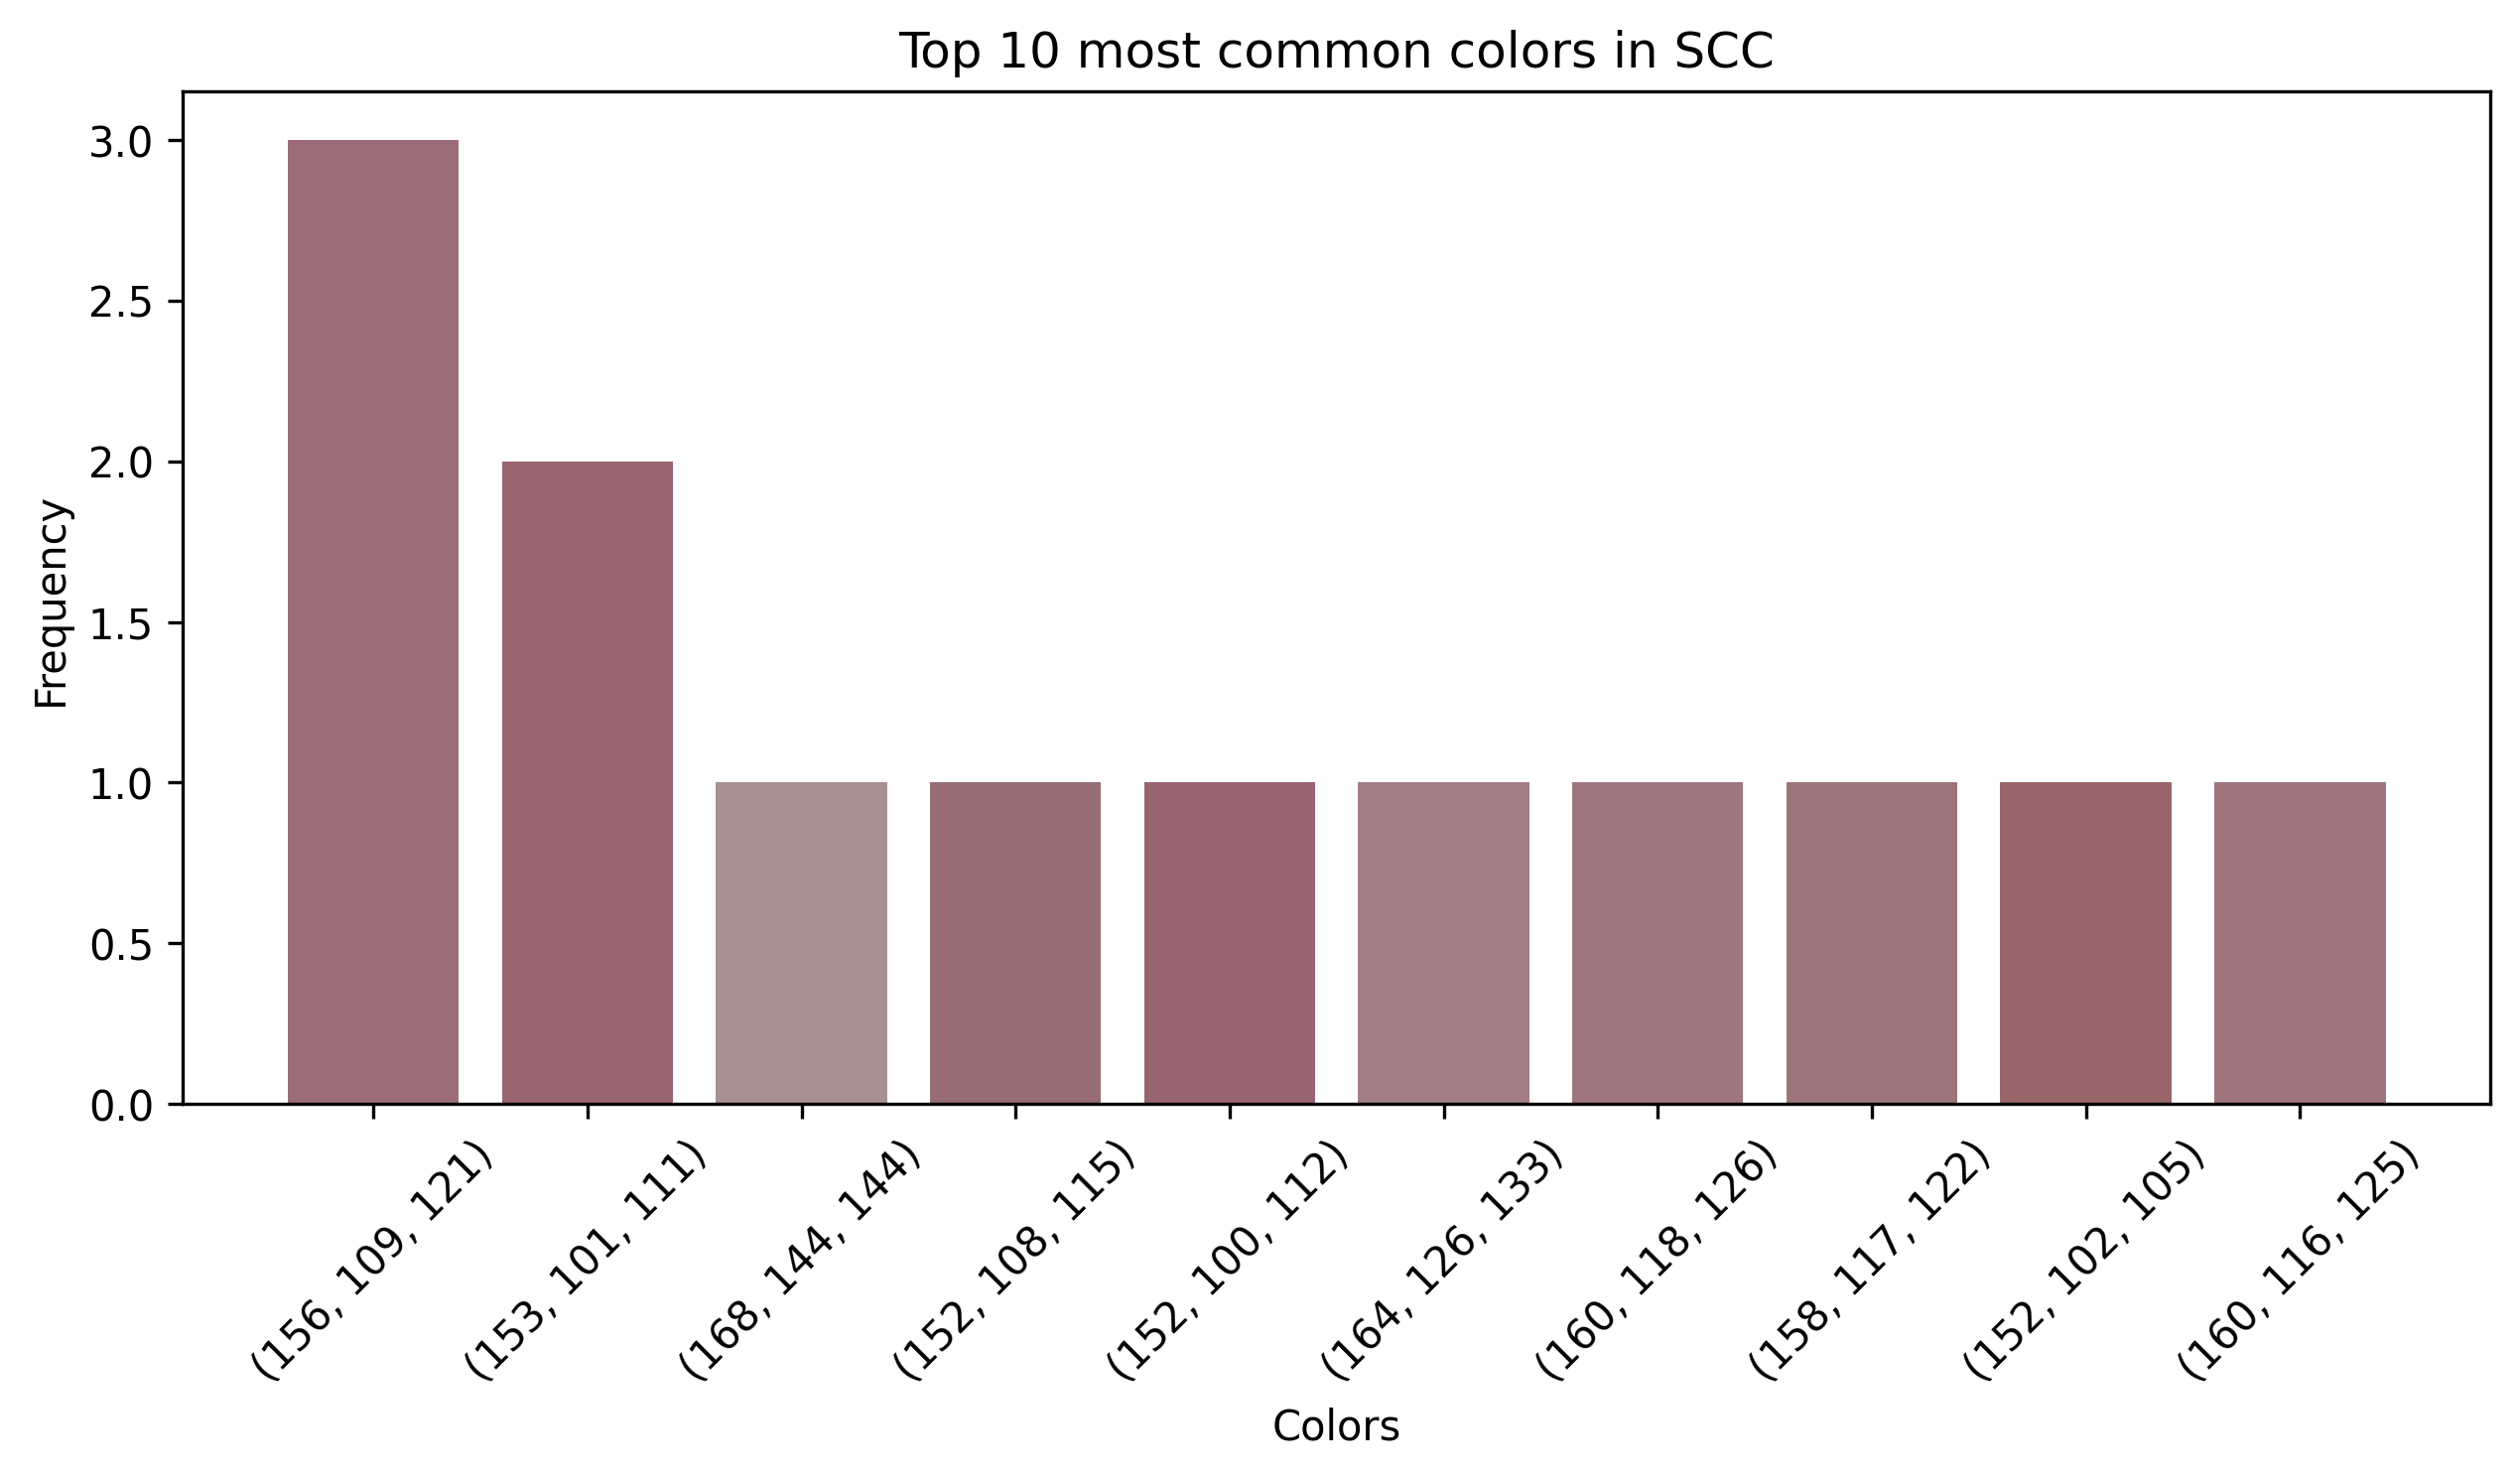 Top 10 most common colors in SCC
Frequency
3.0
2.5
2.0
1.5
1.0
0.5
0.0
(156, 109, 121)
(153, 101, 111)
(168, 144, 144)
(152, 108, 115)
(152, 100, 112)
(164, 126, 133)
(160, 118, 126)
(158, 117, 122)
(152, 102, 105)
(160, 116, 125)
Colors